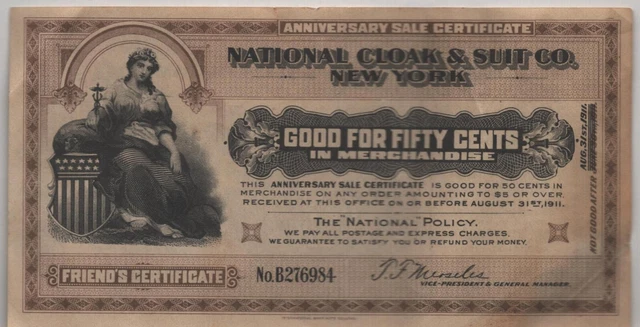 ANNIVERSARY SALE CERTIFICATE
NATIONAL CLOAK & SUIT CO.
NEW YORK
GOOD FOR FIFTY CENTS
IN MERCHANDISE
THIS ANNIVERSARY SALE CERTIFICATE IS GOOD FOR 50 CENTS IN
MERCHANDISE ON ANY ORDER AMOUNTING TO $5 OR OVER.
RECEIVED AT THIS OFFICE ON OR BEFORE AUGUST 31ST, 1911.
THE "NATIONAL" POLICY.
WE PAY ALL POSTAGE AND EXPRESS CHARGES.
WE GUARANTEE TO SATISFY YOU OR REFUND YOUR MONEY.
FRIEND'S CERTIFICATE
No. B276984
VICE-PRESIDENT & GENERAL MANAGER.
NOT GOOD AFTER
AUG. 31ST, 1911.